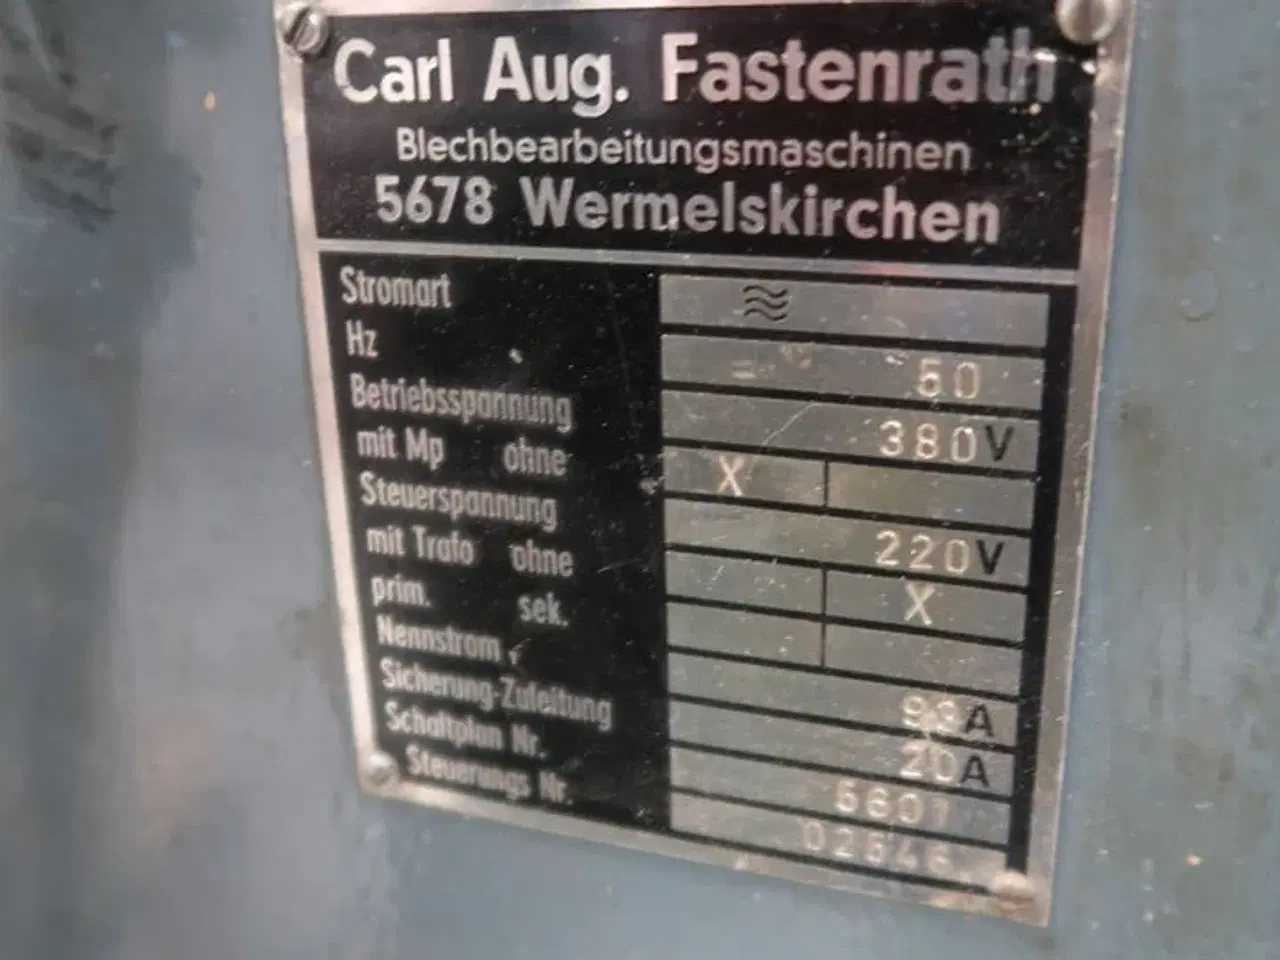 Carl Aug. Fastenrath
Blechbearbeitungsmaschinen
5678 Wermelskirchen
Stromart
Hz 50
Betriebsspannung 380V
mit Mp ohne X
Steuerspannung 220V
mit Trafo ohne X
prim. sek.
Nennstrom A
Sicherung-Zuleitung 20A
Schaltplan Nr.
Steuerungs Nr.